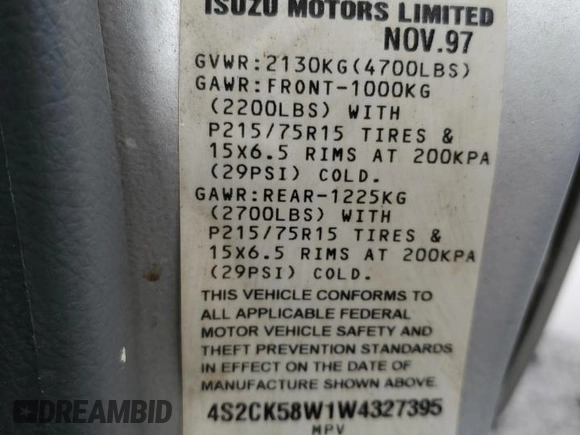 ISUZU MOTORS LIMITED
NOV.97
GVWR:2130KG(4700LBS)
GAWR:FRONT-1000KG
(2200LBS) WITH
P215/75R15 TIRES &
15X6.5 RIMS AT 200KPA
(29PSI) COLD.
GAWR:REAR-1225KG
(2700LBS) WITH
P215/75R15 TIRES &
15X6.5 RIMS AT 200KPA
(29PSI) COLD.
THIS VEHICLE CONFORMS TO
ALL APPLICABLE FEDERAL
MOTOR VEHICLE SAFETY AND
THEFT PREVENTION STANDARDS
IN EFFECT ON THE DATE OF
MANUFACTURE SHOWN ABOVE.
4S2CK58W1W4327395
MPV
DREAMBID